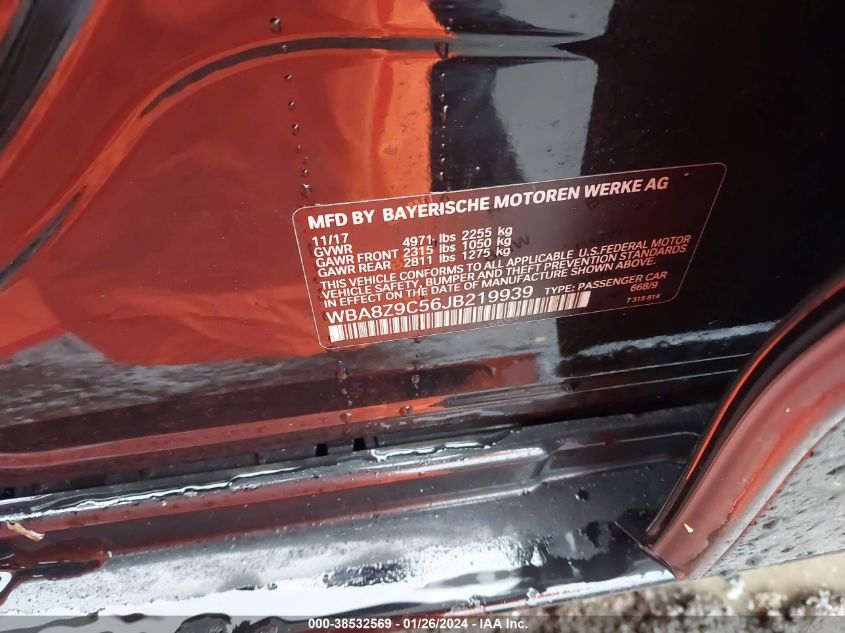 MFD BY BAYERISCHE MOTOREN WERKE AG
11/17
GVWR 4971 lbs 2255 kg
GAWR FRONT 2315 lbs 1050 kg
GAWR REAR 2811 lbs 1275 kg
THIS VEHICLE CONFORMS TO ALL APPLICABLE U.S.FEDERAL MOTOR
VEHICLE SAFETY, BUMPER AND THEFT PREVENTION STANDARDS
IN EFFECT ON THE DATE OF MANUFACTURE SHOWN ABOVE.
WBA8Z9C56JB219939 TYPE: PASSENGER CAR
668/9
7 315 814
000-38532569 - 01/26/2024 - IAA Inc.